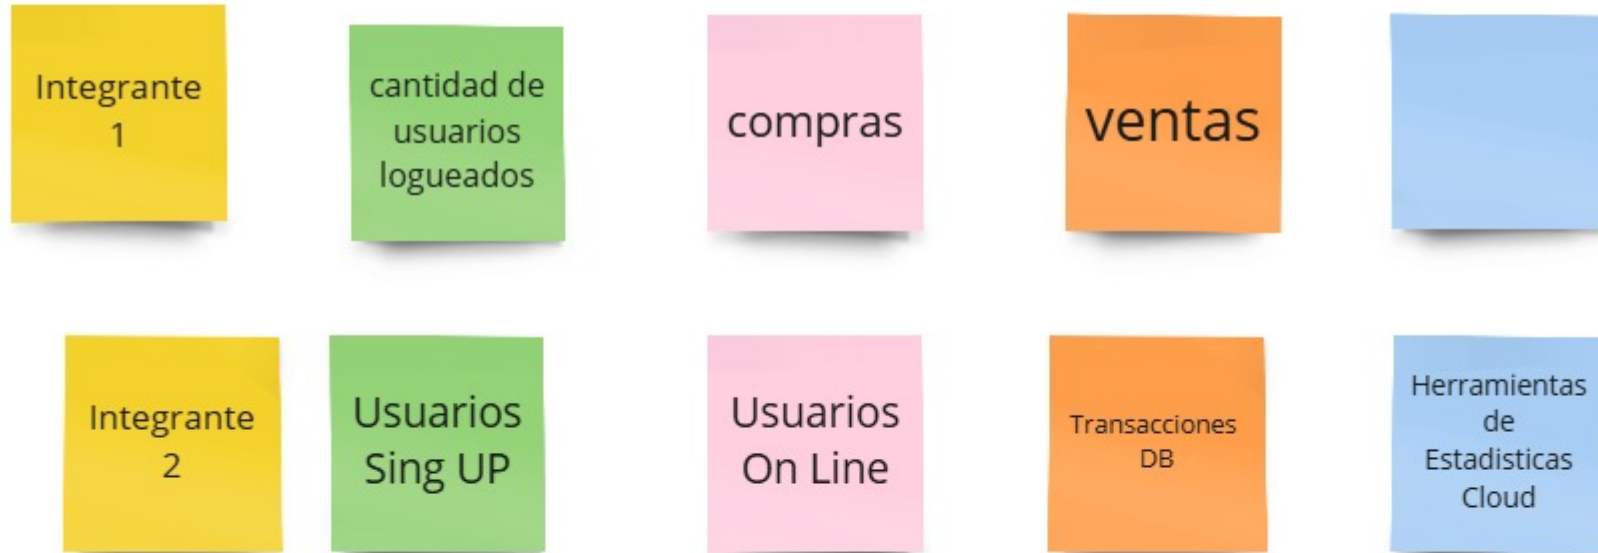 Integrante
1
cantidad de
usuarios
logueados
compras
ventas
Integrante
2
Usuarios
Sing UP
Usuarios
On Line
Transacciones
DB
Herramientas
de
Estadisticas
Cloud